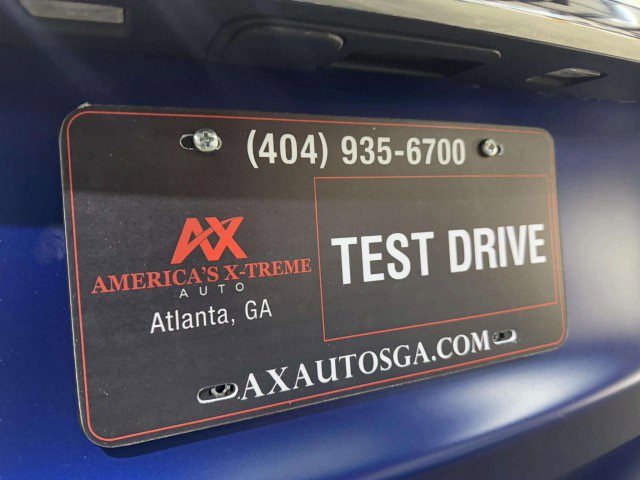 (404) 935-6700
AX
AMERICA'S X-TREME
AUTO
Atlanta, GA
TEST DRIVE
AXAUTOSGA.COM